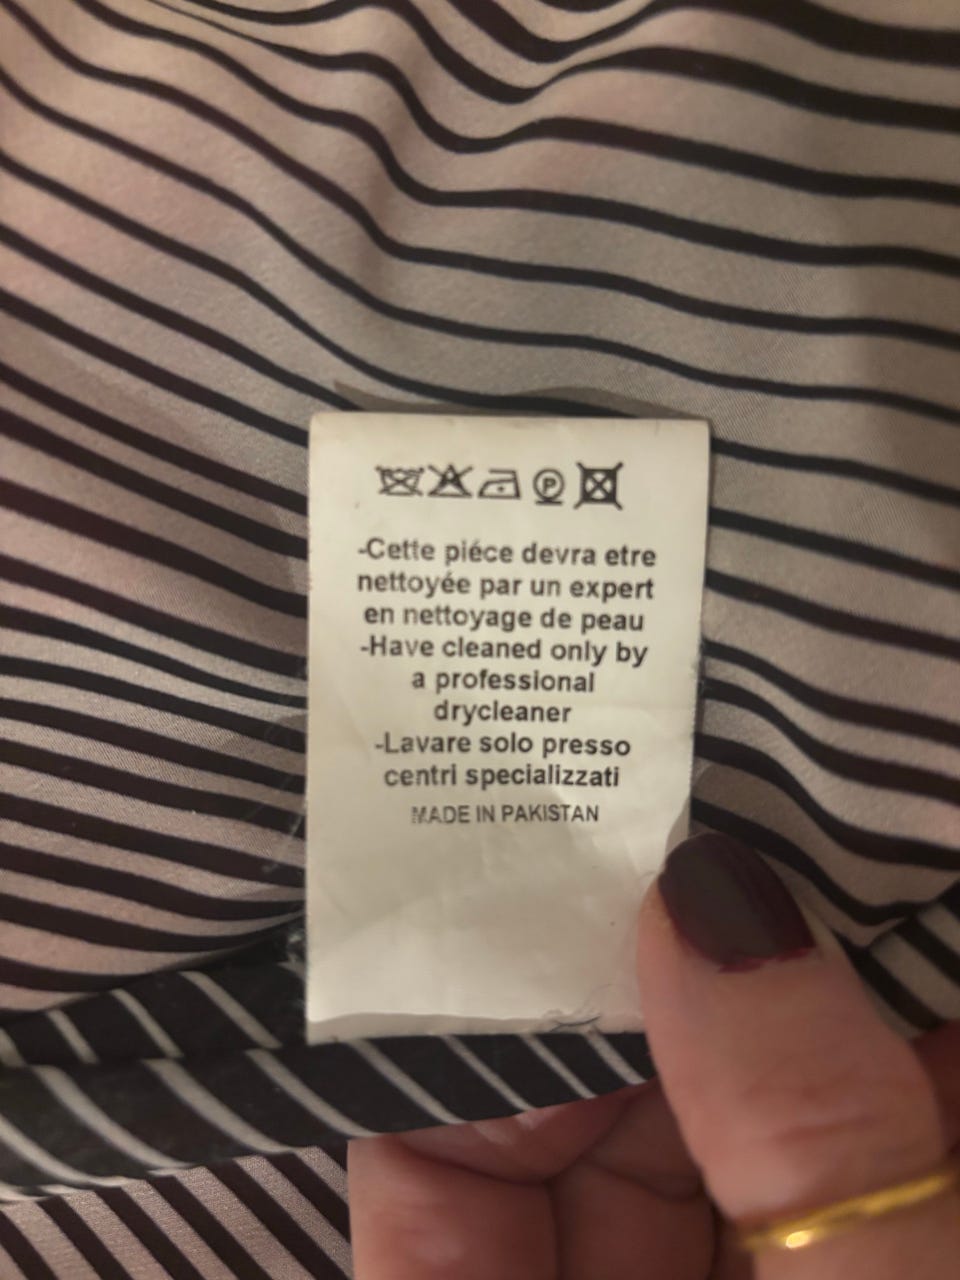 P
-Cette piéce devra etre
nettoyée par un expert
en nettoyage de peau
-Have cleaned only by
a professional
drycleaner
-Lavare solo presso
centri specializzati
MADE IN PAKISTAN